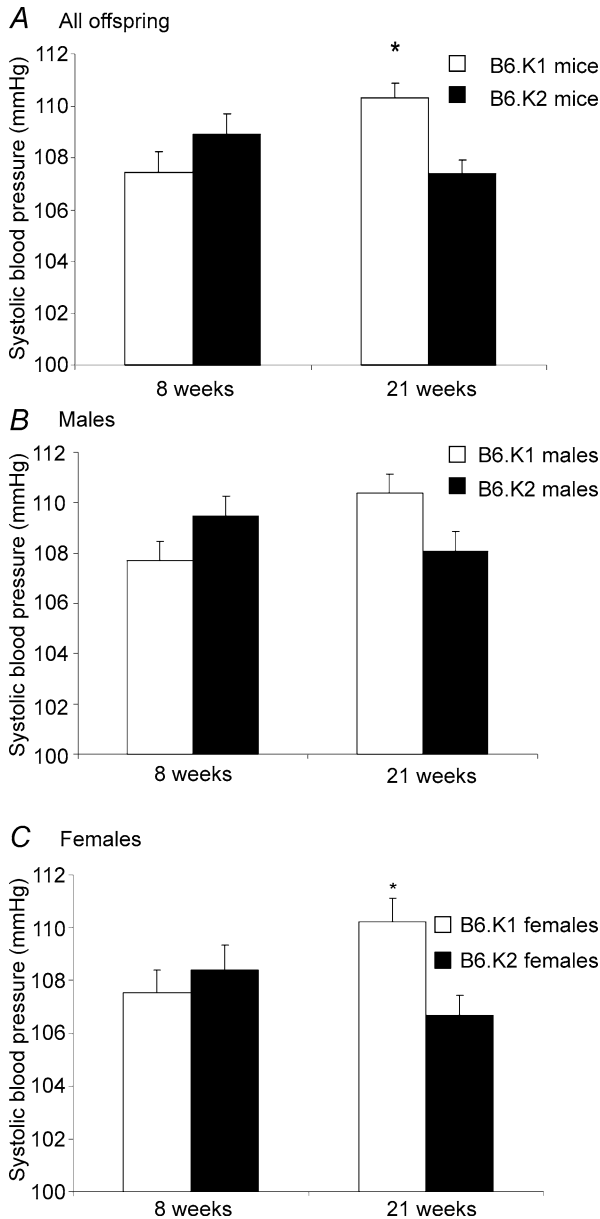 A All offspring
Systolic blood pressure (mmHg)
112
110
108
106
104
102
100
*
B6.K1 mice
B6.K2 mice
8 weeks
21 weeks
B Males
Systolic blood pressure (mmHg)
112
110
108
106
104
102
100
B6.K1 males
B6.K2 males
8 weeks
21 weeks
C Females
Systolic blood pressure (mmHg)
112
110
108
106
104
102
100
*
B6.K1 females
B6.K2 females
8 weeks
21 weeks